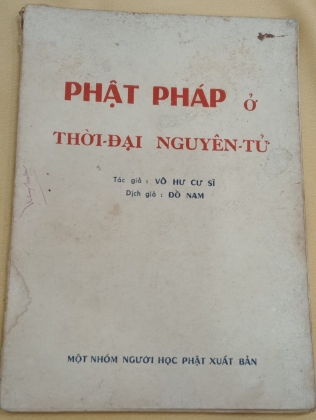 PHẬT PHÁP Ở
THỜI-ĐẠI NGUYÊN-TỬ
Tác giả : VÔ HƯ CƯ SĨ
Dịch giả : ĐỒ NAM
MỘT NHÓM NGƯỜI HỌC PHẬT XUẤT BẢN